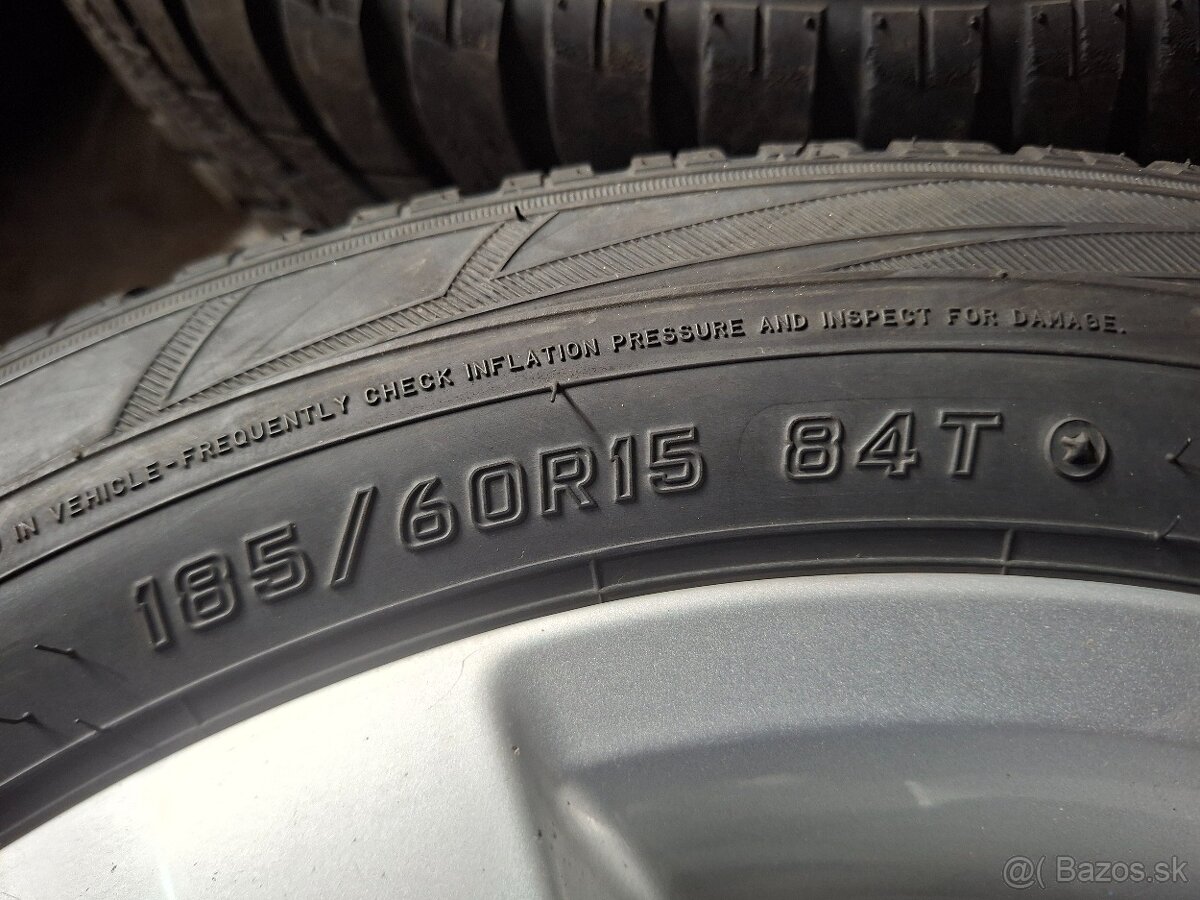 IN VEHICLE-FREQUENTLY CHECK INFLATION PRESSURE AND INSPECT FOR DAMAGE.
185/60R15 84T
@( Bazos.sk